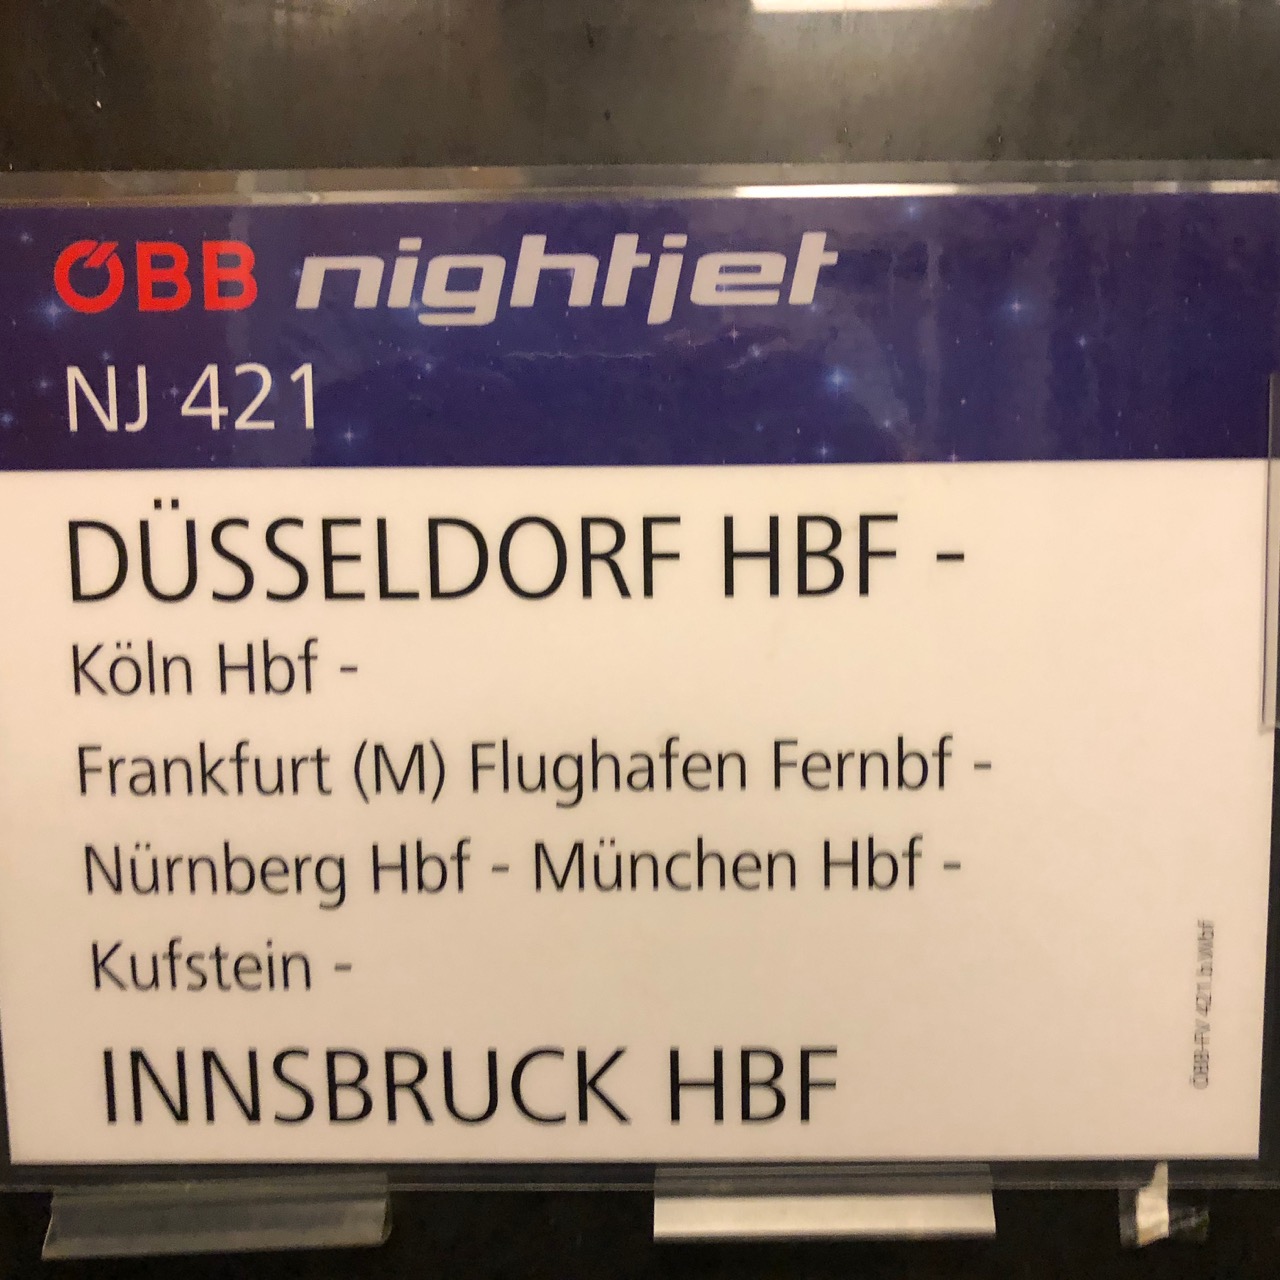 ÖBB nightjet
NJ 421
DÜSSELDORF HBF -
Köln Hbf -
Frankfurt (M) Flughafen Fernbf -
Nürnberg Hbf - München Hbf -
Kufstein -
INNSBRUCK HBF